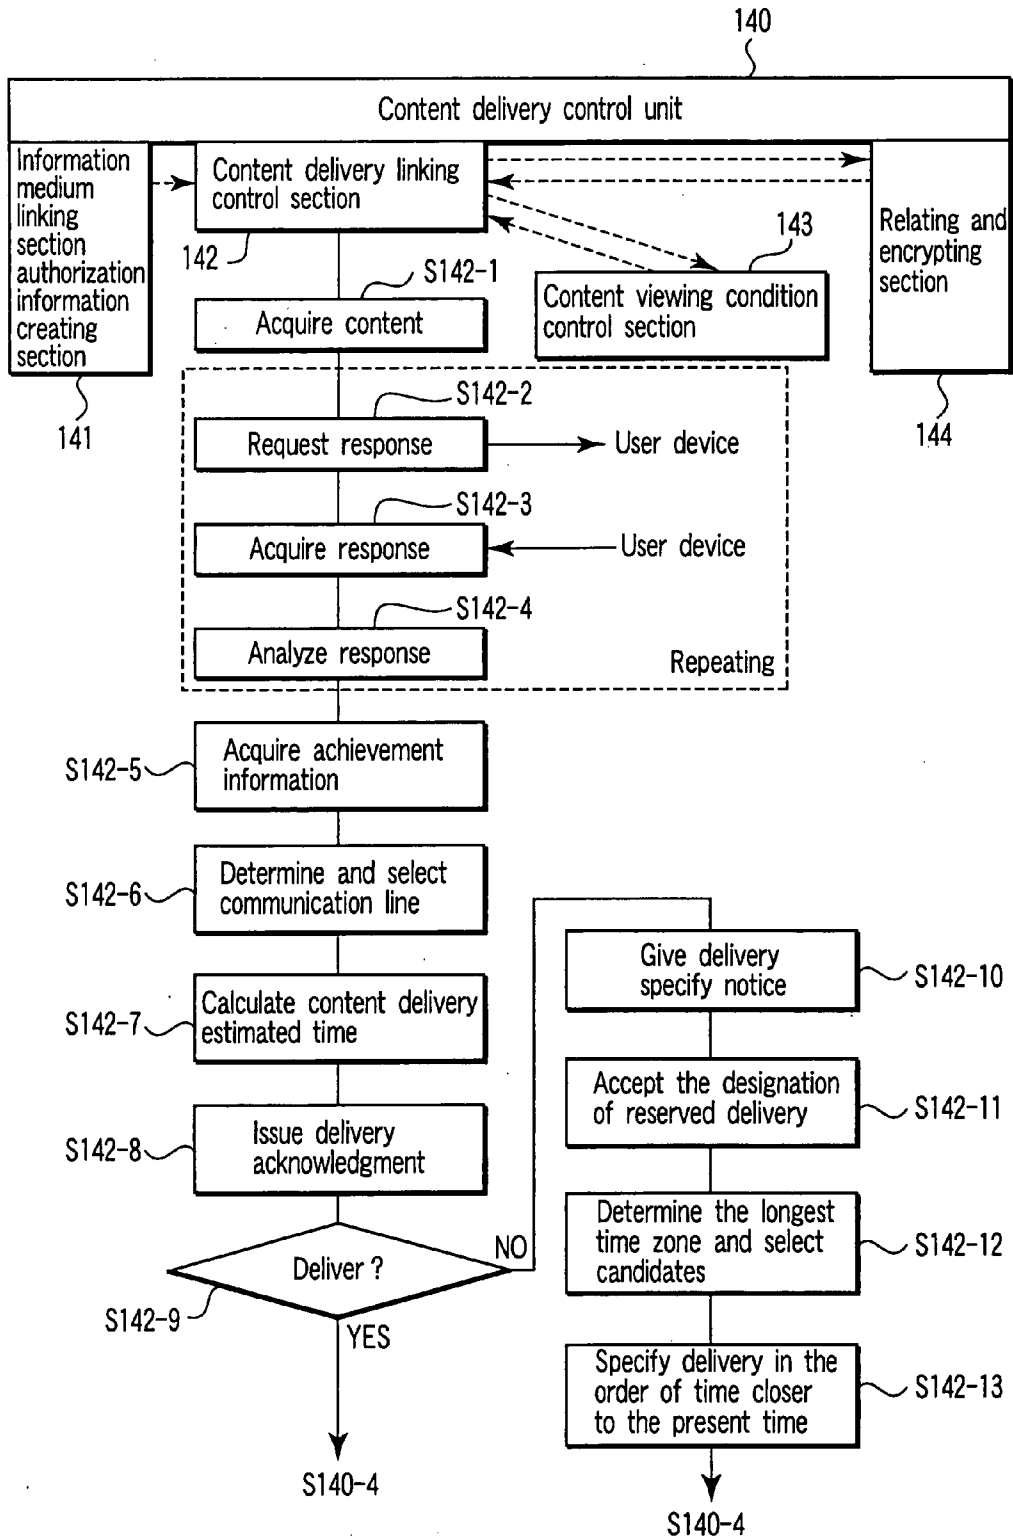 140
Content delivery control unit
Information
medium
linking
section
authorization
information
creating
section
141
Content delivery linking
control section
142
143
Content viewing condition
control section
Relating and
encrypting
section
144
S142-1
Acquire content
S142-2
Request response
User device
S142-3
Acquire response
User device
S142-4
Analyze response
Repeating
S142-5
Acquire achievement
information
S142-6
Determine and select
communication line
S142-7
Calculate content delivery
estimated time
S142-8
Issue delivery
acknowledgment
Deliver ?
S142-9
NO
YES
S140-4
Give delivery
specify notice
S142-10
Accept the designation
of reserved delivery
S142-11
Determine the longest
time zone and select
candidates
S142-12
Specify delivery in the
order of time closer
to the present time
S142-13
S140-4